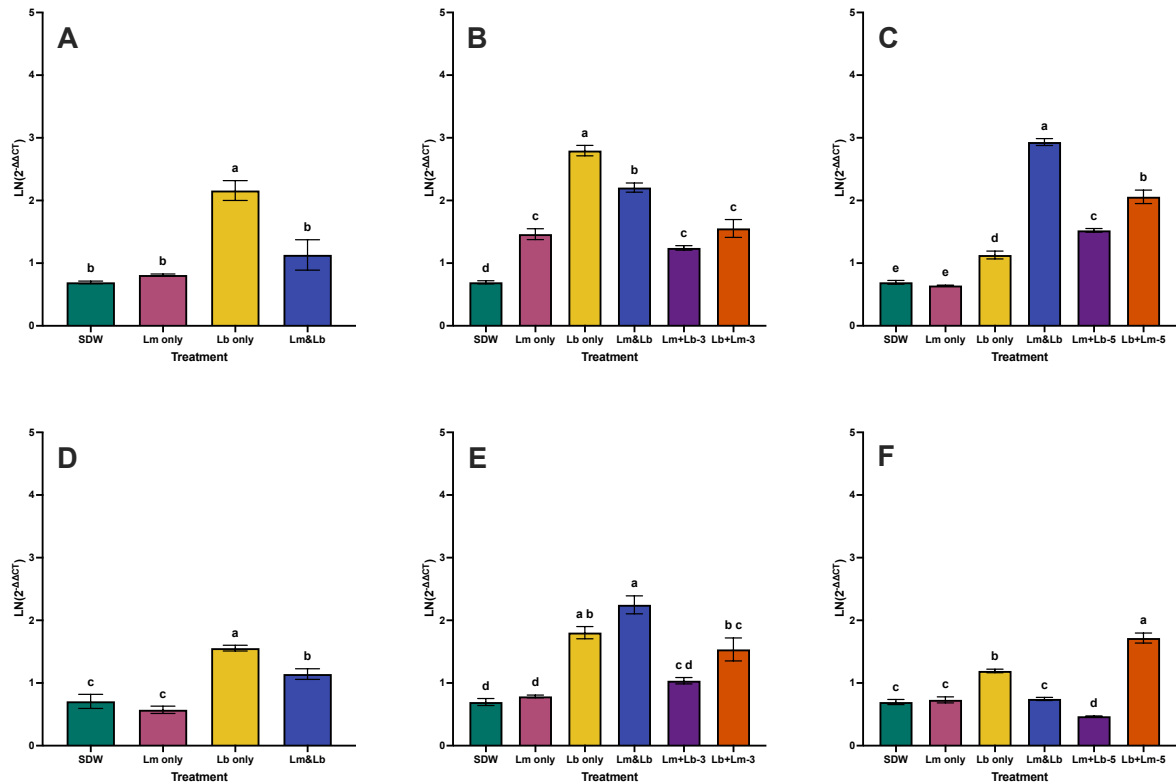 A
5
4
3
2
1
0
LN(2^-ΔΔCT)
b
b
a
b
SDW
Lm only
Lb only
Lm&Lb
Treatment
B
5
4
3
2
1
0
LN(2^-ΔΔCT)
d
c
a
b
c
c
SDW
Lm only
Lb only
Lm&Lb
Lm+Lb-3
Lb+Lm-3
Treatment
C
5
4
3
2
1
0
LN(2^-ΔΔCT)
e
e
d
a
c
b
SDW
Lm only
Lb only
Lm&Lb
Lm+Lb-5
Lb+Lm-5
Treatment
D
5
4
3
2
1
0
LN(2^-ΔΔCT)
c
c
a
b
SDW
Lm only
Lb only
Lm&Lb
Treatment
E
5
4
3
2
1
0
LN(2^-ΔΔCT)
d
d
a b
a
c d
b c
SDW
Lm only
Lb only
Lm&Lb
Lm+Lb-3
Lb+Lm-3
Treatment
F
5
4
3
2
1
0
LN(2^-ΔΔCT)
c
c
b
c
d
a
SDW
Lm only
Lb only
Lm&Lb
Lm+Lb-5
Lb+Lm-5
Treatment